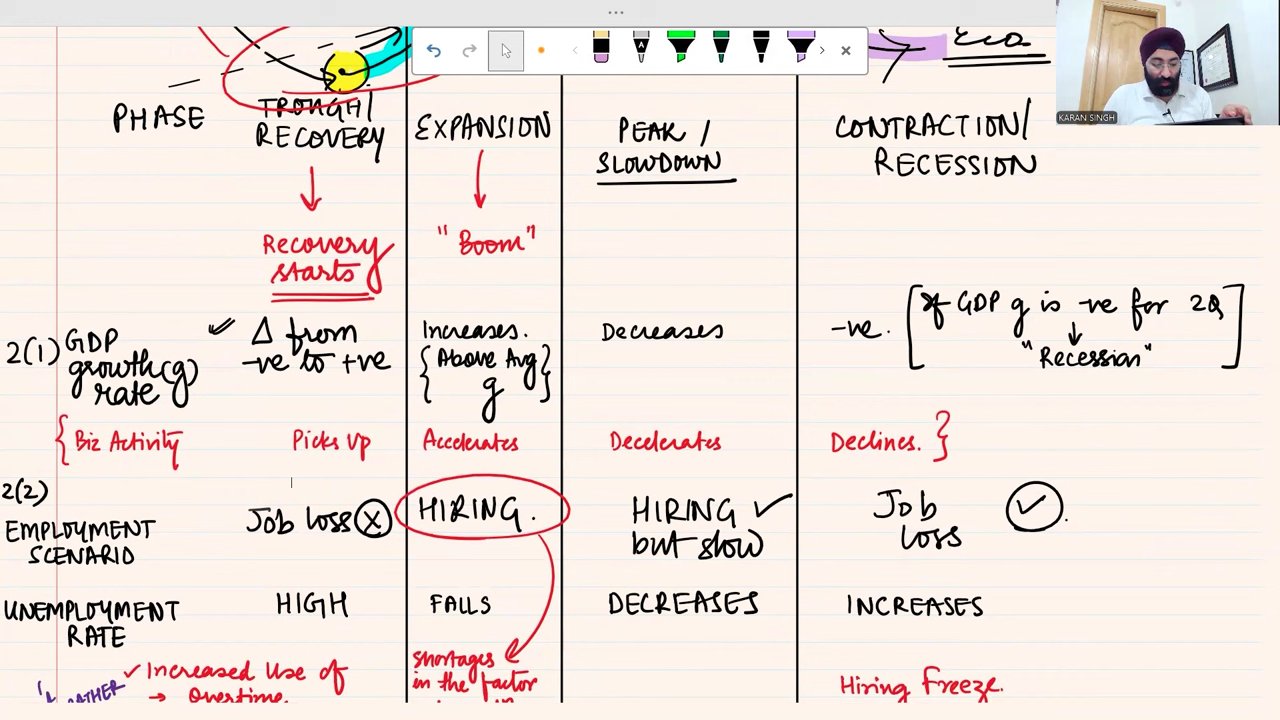 KARAN SINGH
PHASE
TROUGH/
RECOVERY
EXPANSION
PEAK /
SLOWDOWN
CONTRACTION/
RECESSION
Recovery
starts
"Boom"
2(1) GDP
growth(g)
rate
Δ from
-ve to +ve
Increases.
{Above Avg}
g
Decreases
-ve. [If GDP g is -ve for 2Q]
"Recession"
{Biz Activity
Picks Up
Accelerates
Decelerates
Declines.}
2(2)
EMPLOYMENT
SCENARIO
Job loss
HIRING.
HIRING ✓
but slow
Job
loss ✓.
UNEMPLOYMENT
RATE
HIGH
FALLS
DECREASES
INCREASES
✓ Increased Use of
→ overtime.
Shortages
in the factor
Hiring Freeze.